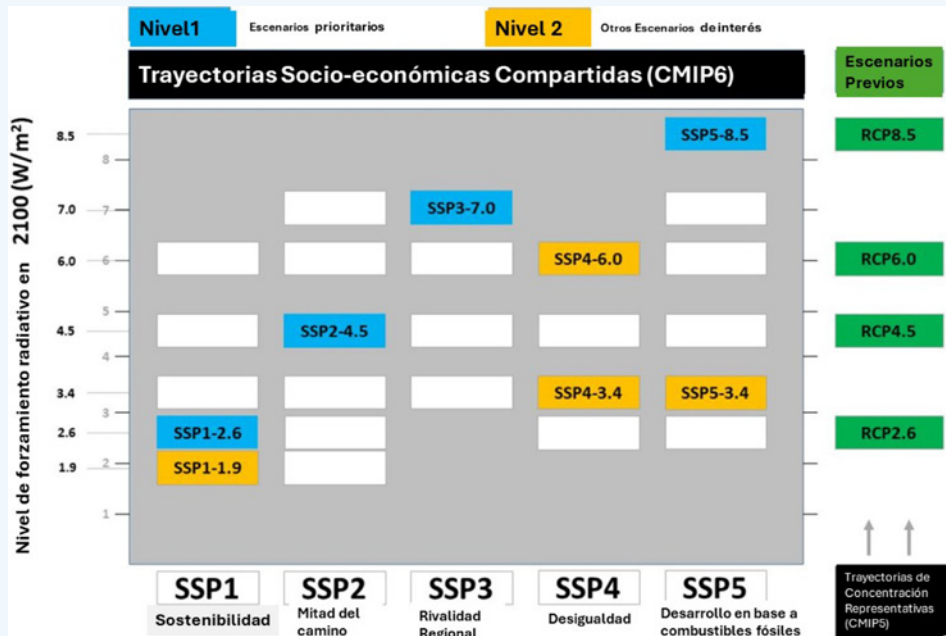 Nivel1 Escenarios prioritarios Nivel 2 Otros Escenarios de interés
Trayectorias Socio-económicas Compartidas (CMIP6)
Escenarios
Previos
Nivel de forzamiento radiativo en 2100 (W/m²)
8.5 SSP5-8.5 RCP8.5
8
7.0 7 SSP3-7.0
6.0 6 SSP4-6.0 RCP6.0
5
4.5 SSP2-4.5 RCP4.5
4
3.4 SSP4-3.4 SSP5-3.4
3
2.6 SSP1-2.6 RCP2.6
1.9 2 SSP1-1.9
1
SSP1 SSP2 SSP3 SSP4 SSP5
Sostenibilidad
Mitad del
camino
Rivalidad
Regional
Desigualdad
Desarrollo en base a
combustibles fósiles
Trayectorias de
Concentración
Representativas
(CMIP5)